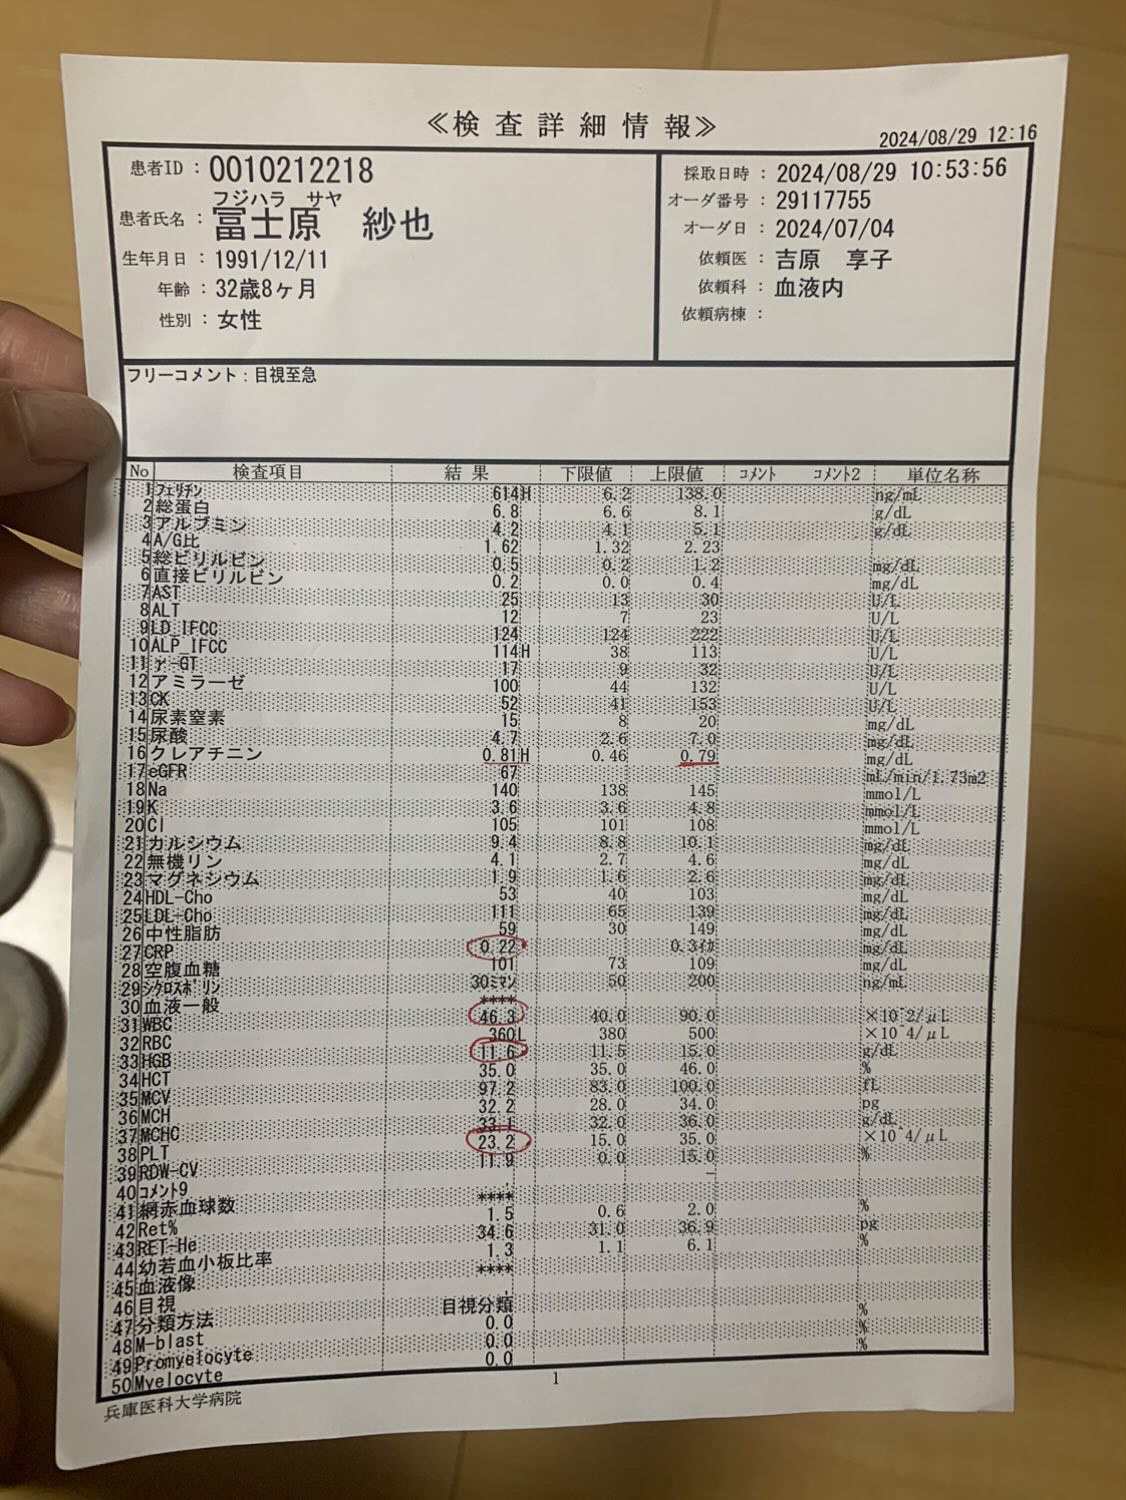 ≪検査詳細情報≫
2024/08/29 12:16
患者ID : 0010212218
フジハラ サヤ
患者氏名 : 冨士原 紗也
生年月日 : 1991/12/11
年齢 : 32歳8ヶ月
性別 : 女性
採取日時 : 2024/08/29 10:53:56
オーダ番号 : 29117755
オーダ日 : 2024/07/04
依頼医 : 吉原 享子
依頼科 : 血液内
依頼病棟 :
フリーコメント : 目視至急
No 検査項目 結果 下限値 上限値 コメント コメント2 単位名称
1 フェリチン 614H 6.2 138.0 ng/mL
2 総蛋白 6.8 6.6 8.1 g/dL
3 アルブミン 4.2 4.1 5.1 g/dL
4 A/G比 1.62 1.32 2.23
5 総ビリルビン 0.5 0.2 1.2 mg/dL
6 直接ビリルビン 0.2 0.0 0.4 mg/dL
7 AST 25 13 30 U/L
8 ALT 12 7 23 U/L
9 LD_IFCC 124 124 222 U/L
10 ALP_IFCC 114H 38 113 U/L
11 γ-GT 17 9 32 U/L
12 アミラーゼ 100 44 132 U/L
13 CK 52 41 153 U/L
14 尿素窒素 15 8 20 mg/dL
15 尿酸 4.7 2.6 7.0 mg/dL
16 クレアチニン 0.81H 0.46 0.79 mg/dL
17 eGFR 67 mL/min/1.73m2
18 Na 140 138 145 mmol/L
19 K 3.6 3.6 4.8 mmol/L
20 Cl 105 101 108 mmol/L
21 カルシウム 9.4 8.8 10.1 mg/dL
22 無機リン 4.1 2.7 4.6 mg/dL
23 マグネシウム 1.9 1.6 2.6 mg/dL
24 HDL-Cho 53 40 103 mg/dL
25 LDL-Cho 111 65 139 mg/dL
26 中性脂肪 59 30 149 mg/dL
27 CRP 0.22 0.3イカ mg/dL
28 空腹血糖 101 73 109 mg/dL
29 シクロスポリン 30ミマン 50 200 ng/mL
30 血液一般 ****
31 WBC 46.3 40.0 90.0 ×10^2/μL
32 RBC 360L 380 500 ×10^4/μL
33 HGB 11.6 11.5 15.0 g/dL
34 HCT 35.0 35.0 46.0 %
35 MCV 97.2 83.0 100.0 fL
36 MCH 32.2 28.0 34.0 pg
37 MCHC 33.1 32.0 36.0 g/dL
38 PLT 23.2 15.0 35.0 ×10^4/μL
39 RDW-CV 11.9 0.0 15.0 %
40 コメント9 . -
41 網赤血球数 ****
42 Ret% 1.5 0.6 2.0 %
43 RET-He 34.6 31.0 36.9 pg
44 幼若血小板比率 1.3 1.1 6.1 %
45 血液像 ****
46 目視 .
47 分類方法 目視分類
48 M-blast 0.0 %
49 Promyelocyte 0.0 %
50 Myelocyte 0.0 %
兵庫医科大学病院
1